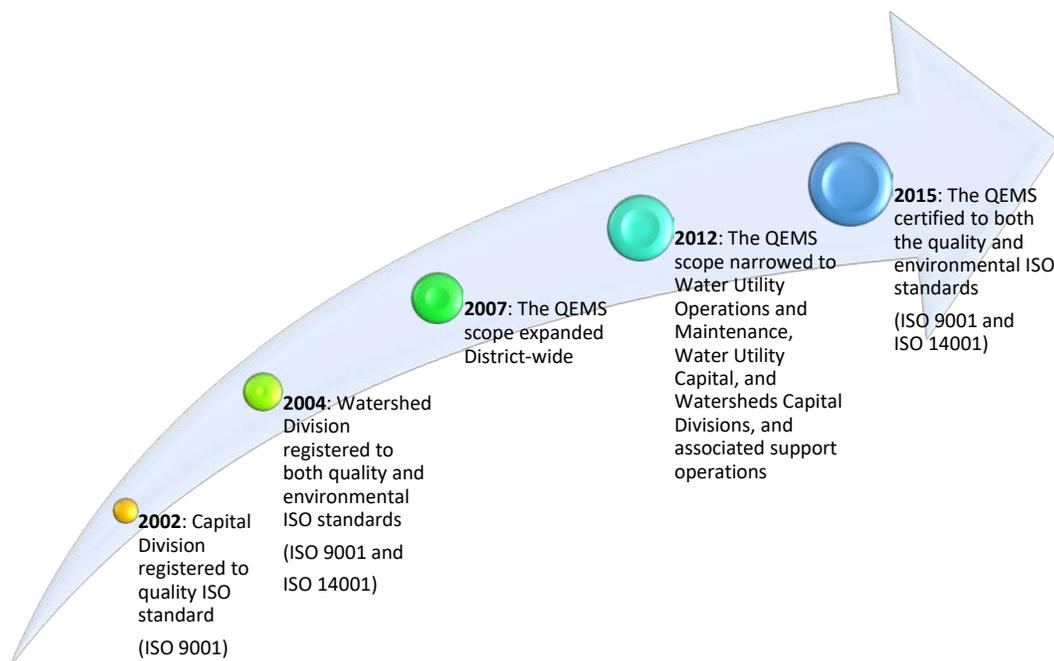 2002: Capital
Division
registered to
quality ISO
standard
(ISO 9001)
2004: Watershed
Division
registered to
both quality and
environmental
ISO standards
(ISO 9001 and
ISO 14001)
2007: The QEMS
scope expanded
District-wide
2012: The QEMS
scope narrowed to
Water Utility
Operations and
Maintenance,
Water Utility
Capital, and
Watersheds Capital
Divisions, and
associated support
operations
2015: The QEMS
certified to both
the quality and
environmental ISO
standards
(ISO 9001 and
ISO 14001)